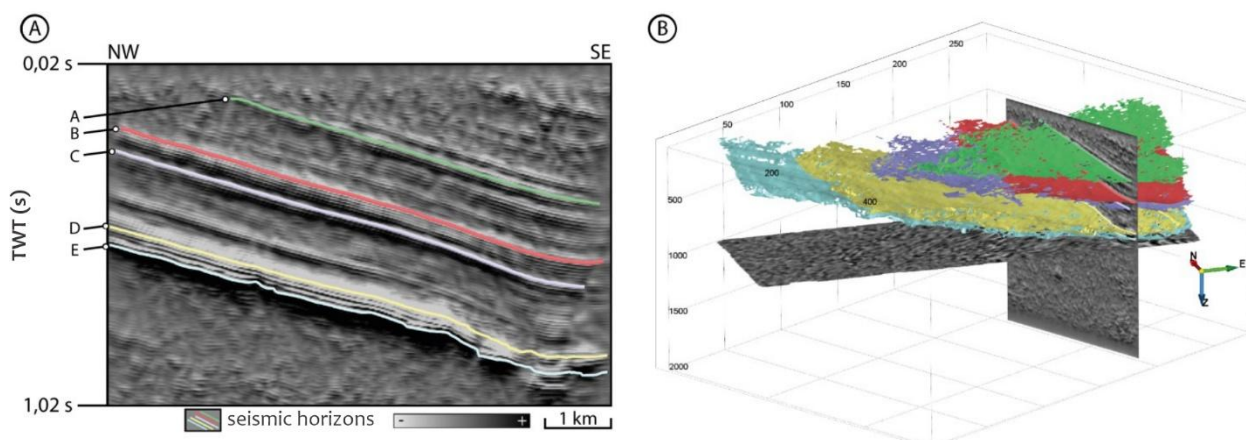 A
NW
SE
0,02 s
A
B
C
D
E
TWT (s)
1,02 s
seismic horizons
-
+
1 km
B
250
200
150
100
50
200
400
500
1000
1500
2000
N
E
Z